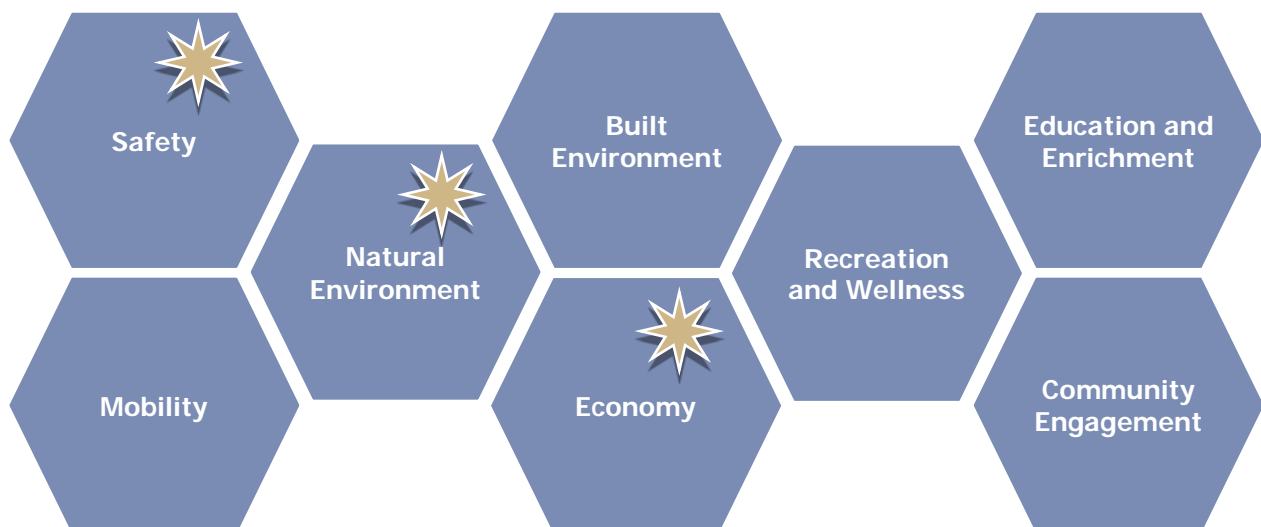 Safety
Built
Environment
Education and
Enrichment
Natural
Environment
Recreation
and Wellness
Mobility
Economy
Community
Engagement